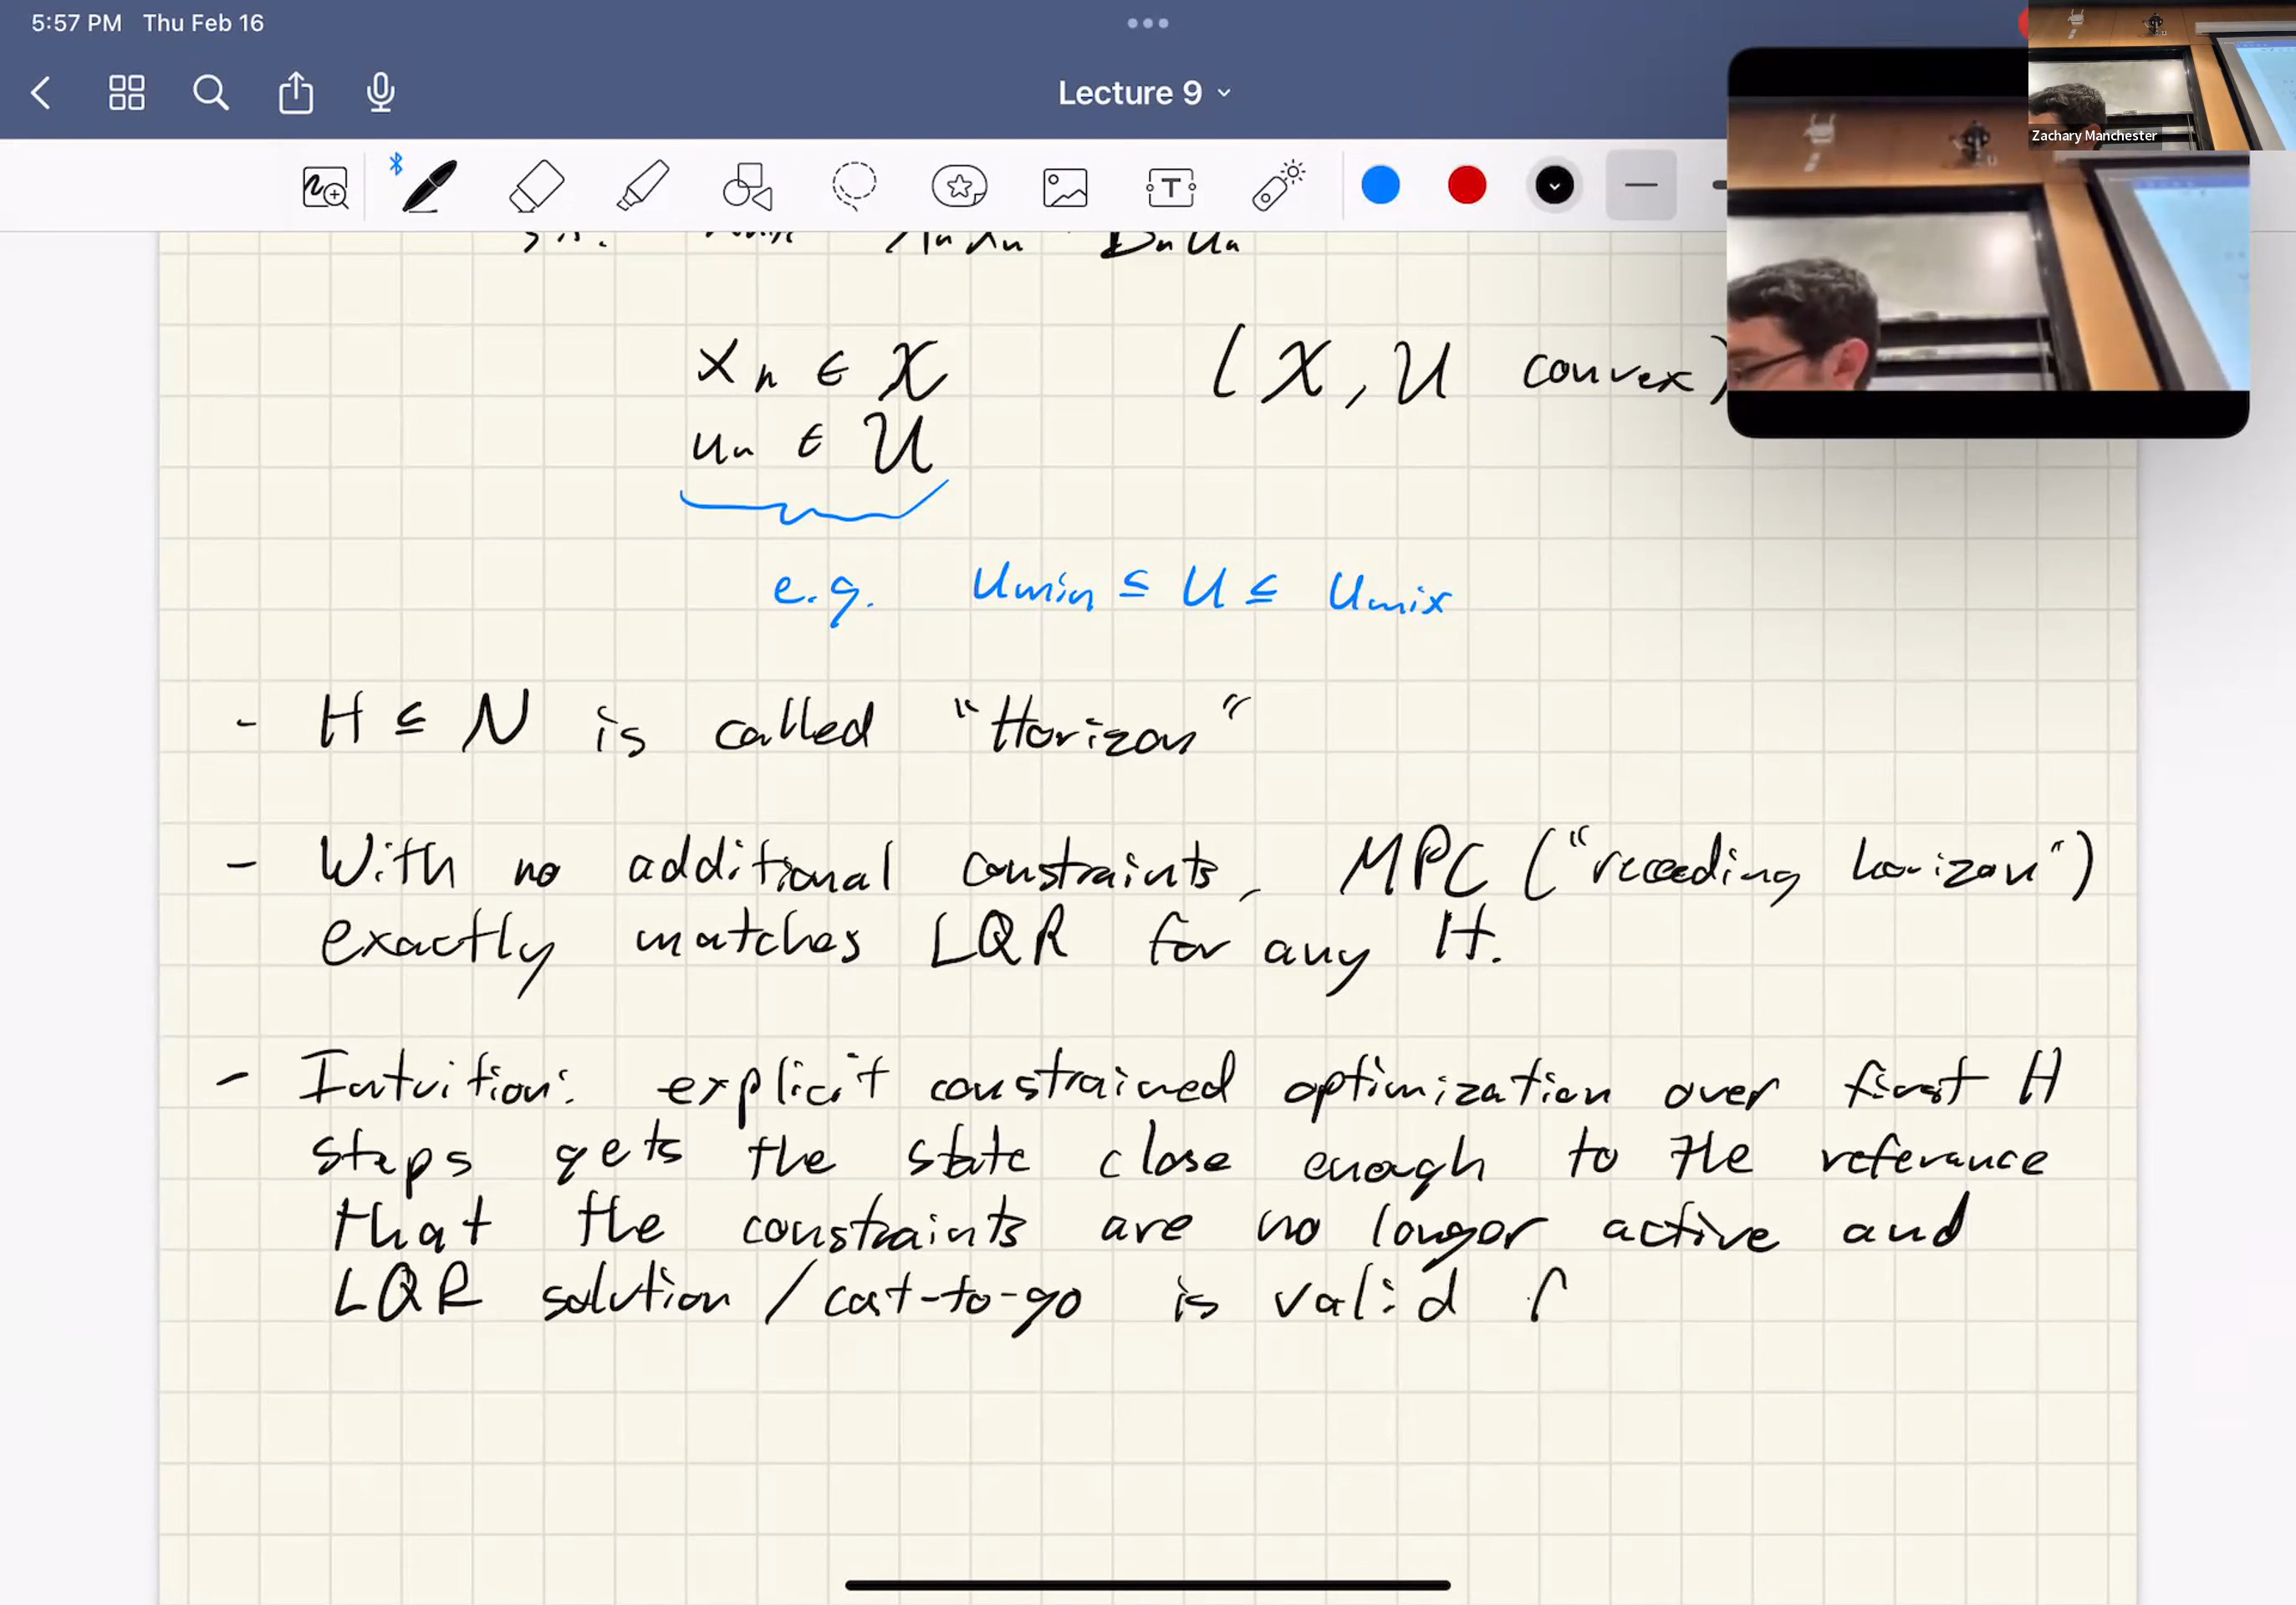 5:57 PM Thu Feb 16
Lecture 9
Zachary Manchester
T
x_n ∈ X (X, U convex)
u_n ∈ U
e.g. u_min ≤ u ≤ u_max
- H ≤ N is called "Horizon"
- With no additional constraints, MPC ("receeding horizon")
exactly matches LQR for any H.
- Intuition: explicit constrained optimization over first H
steps gets the state close enough to the reference
that the constraints are no longer active and
LQR solution / cost-to-go is valid